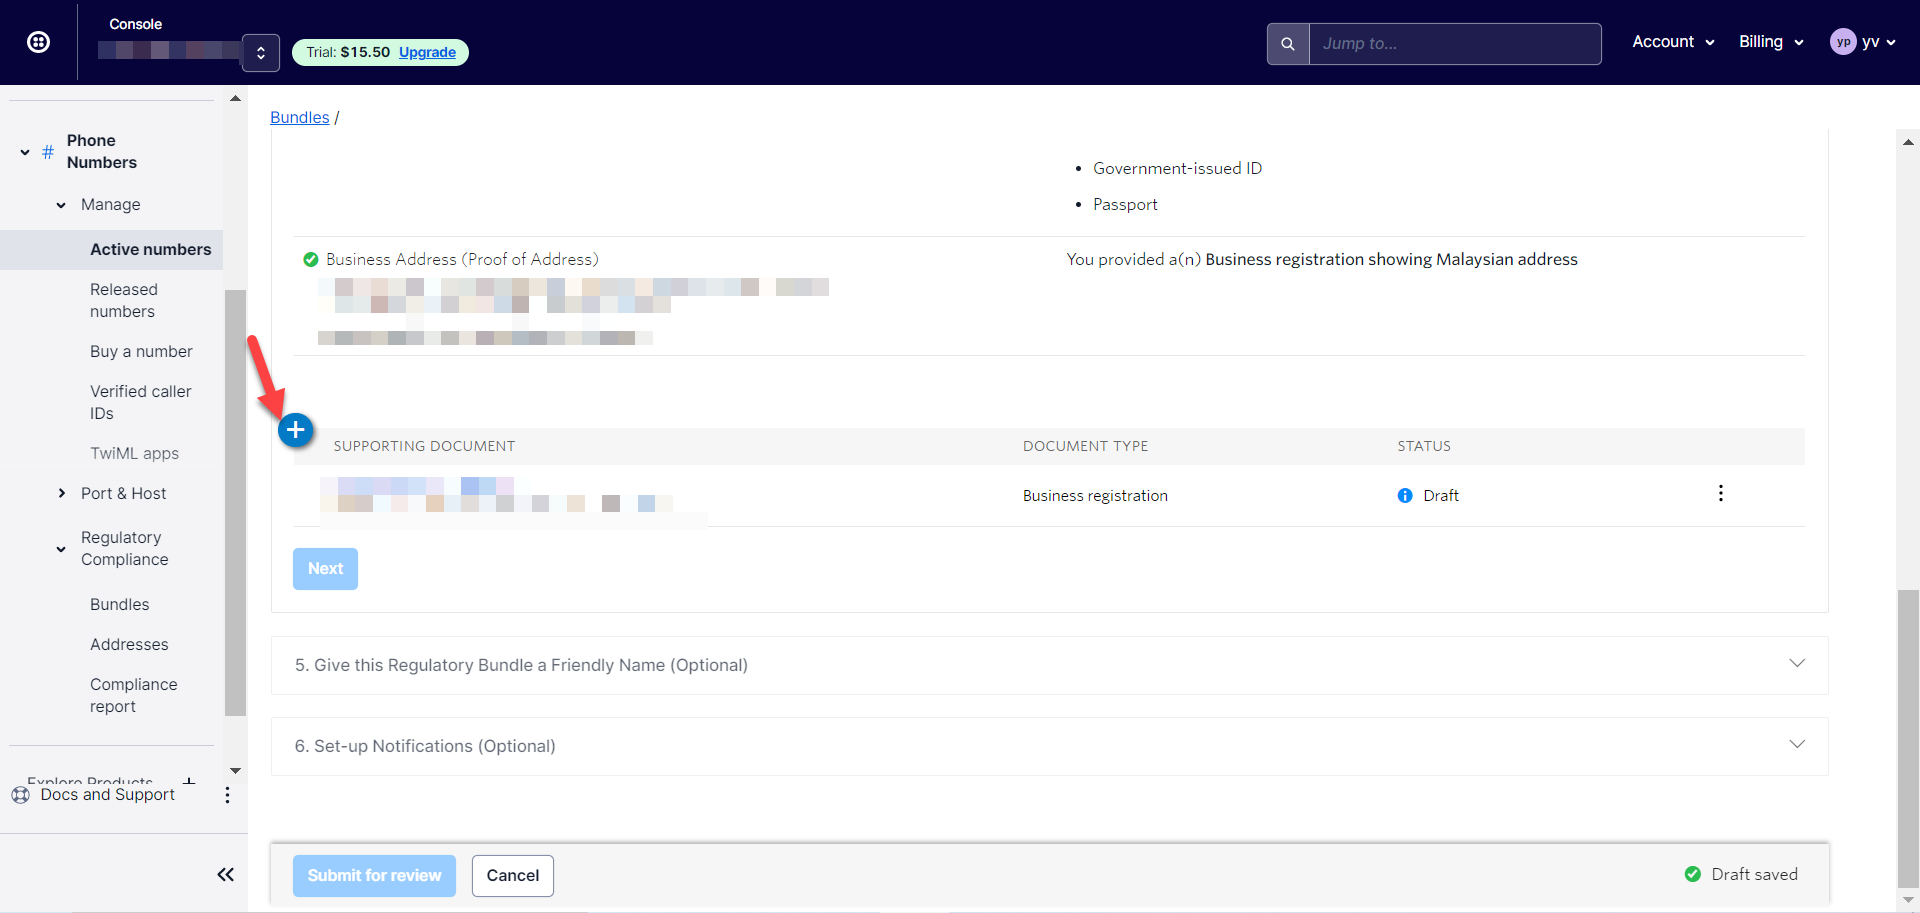 Console
Trial: $15.50 Upgrade
Jump to...
Account
Billing
yp yv
Phone
Numbers
Manage
Active numbers
Released
numbers
Buy a number
Verified caller
IDs
TwiML apps
Port & Host
Regulatory
Compliance
Bundles
Addresses
Compliance
report
Explore Products
Docs and Support
Bundles /
• Government-issued ID
• Passport
Business Address (Proof of Address)
You provided a(n) Business registration showing Malaysian address
SUPPORTING DOCUMENT DOCUMENT TYPE STATUS
Business registration Draft
Next
5. Give this Regulatory Bundle a Friendly Name (Optional)
6. Set-up Notifications (Optional)
Submit for review Cancel Draft saved